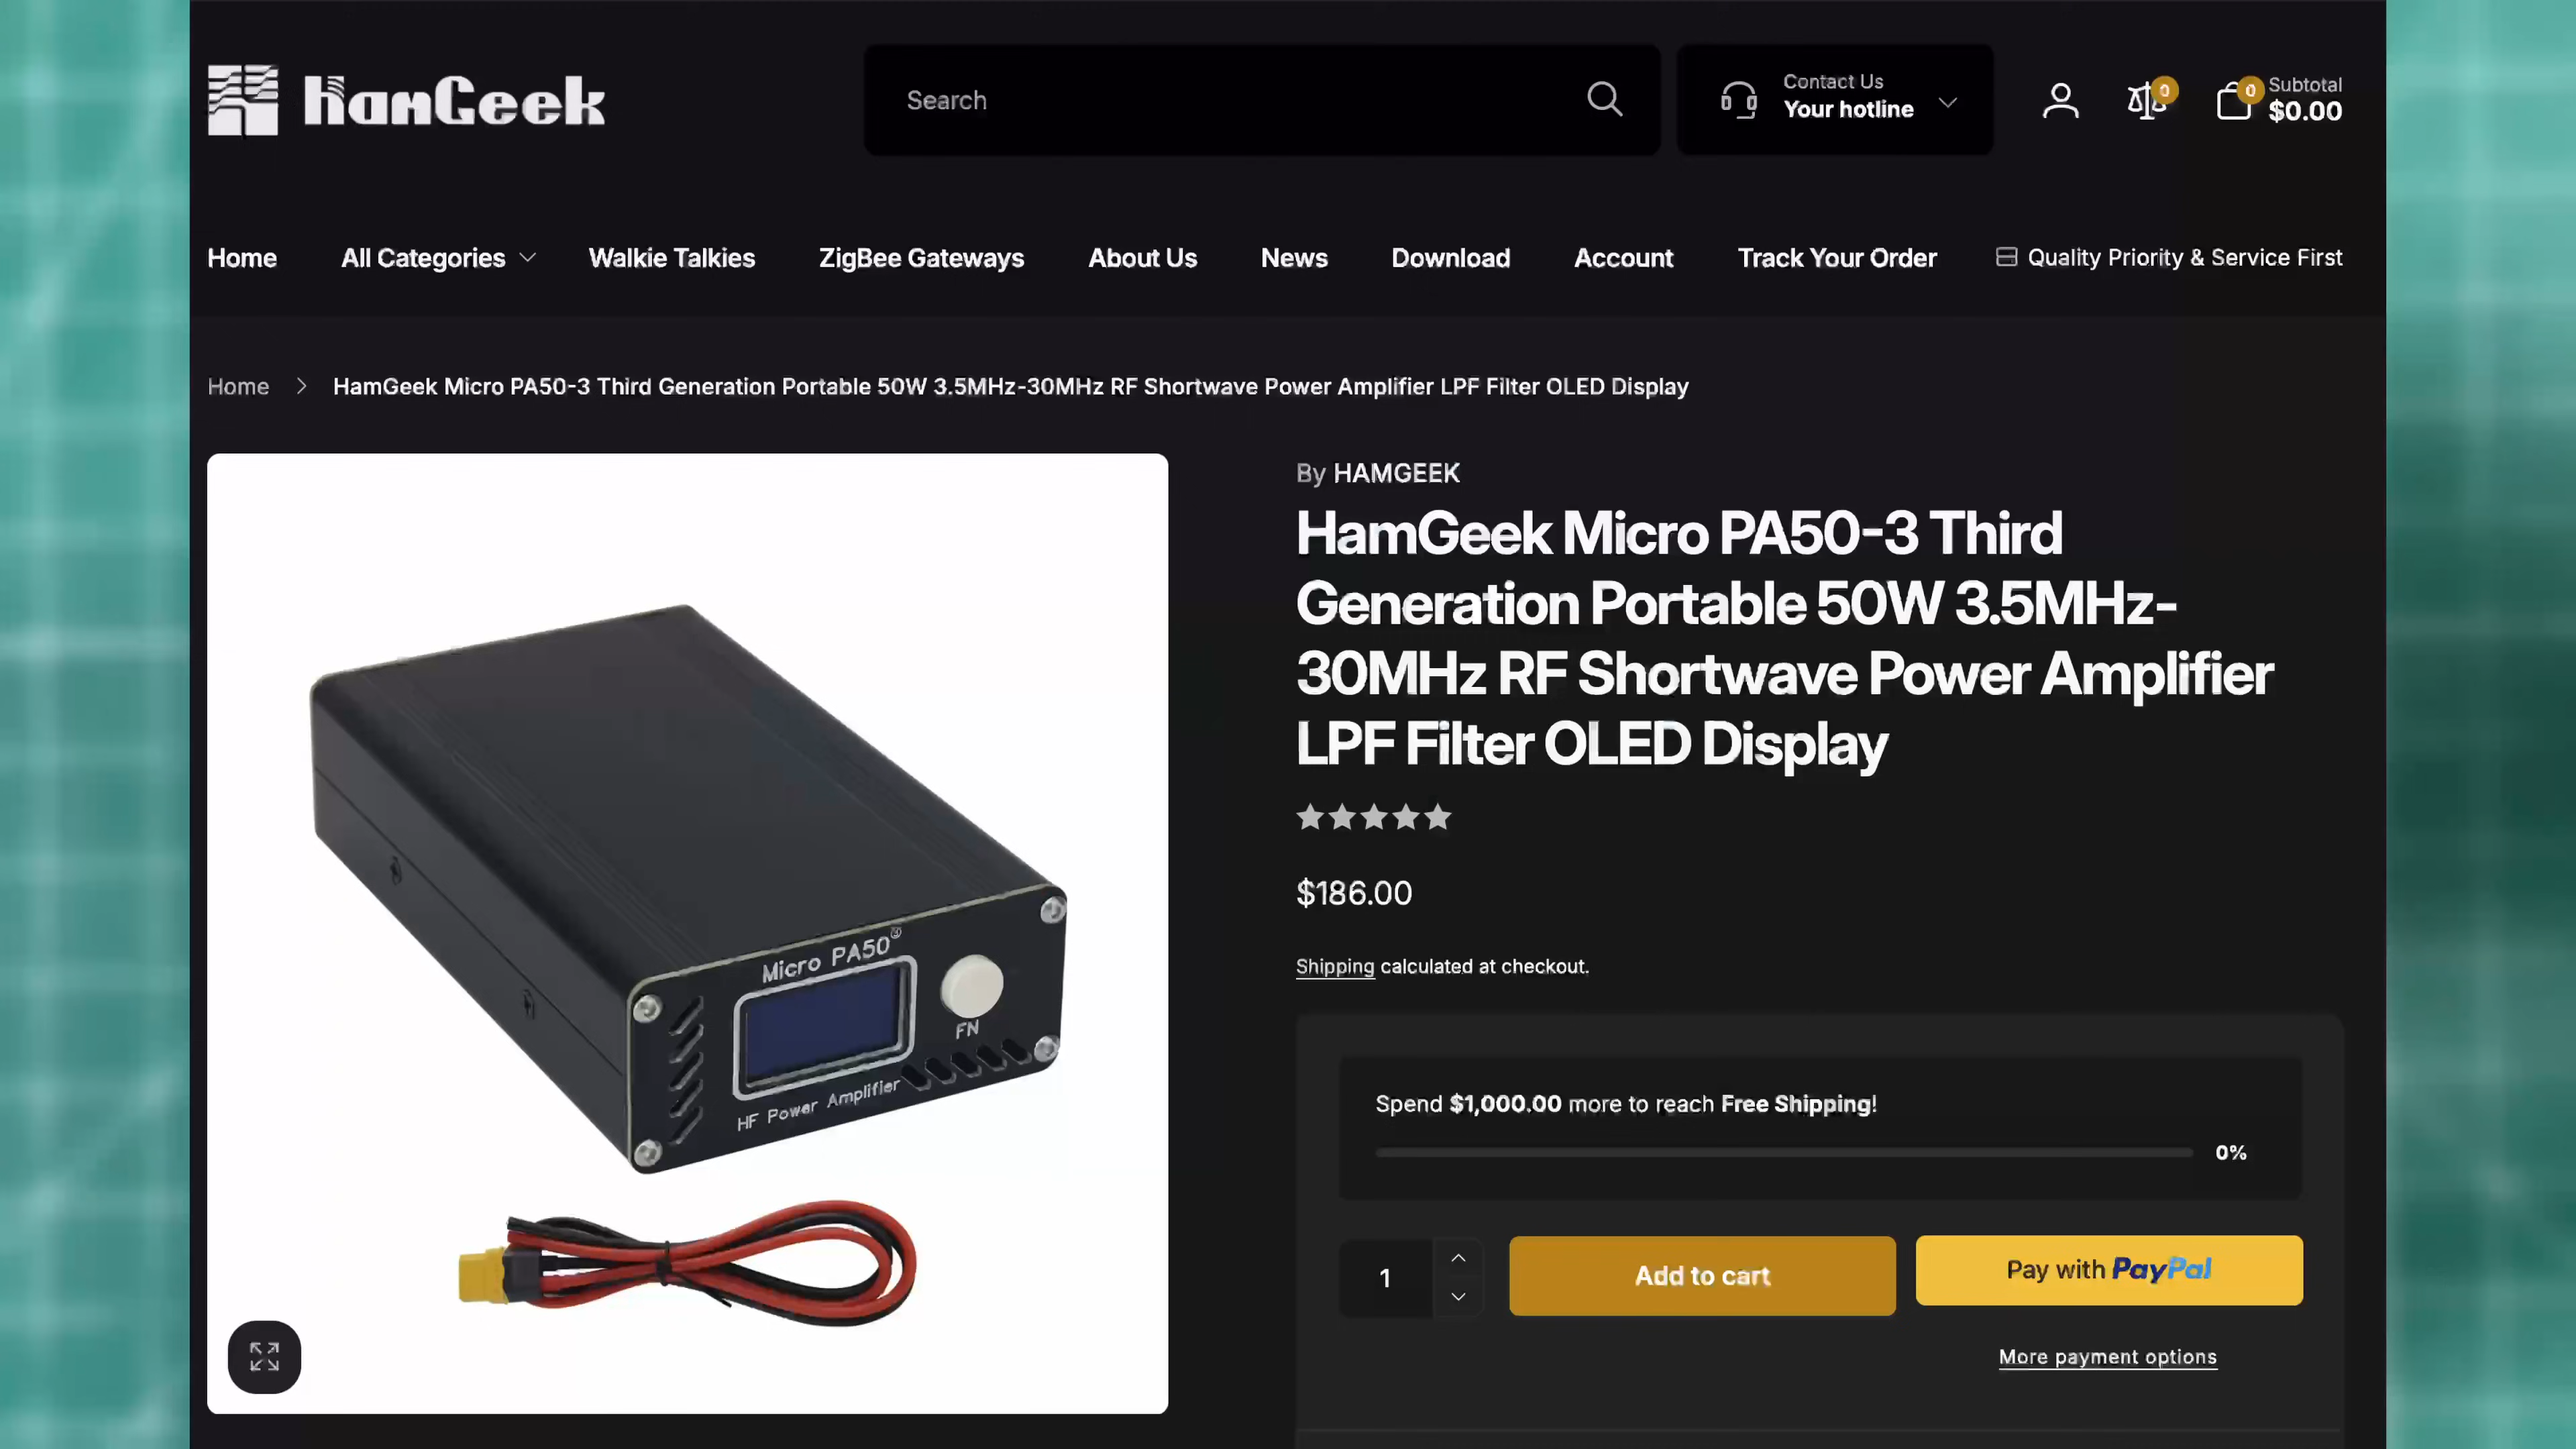 HamGeek
Search
Contact Us
Your hotline
0
0
Subtotal
$0.00
Home
All Categories
Walkie Talkies
ZigBee Gateways
About Us
News
Download
Account
Track Your Order
Quality Priority & Service First
Home
HamGeek Micro PA50-3 Third Generation Portable 50W 3.5MHz-30MHz RF Shortwave Power Amplifier LPF Filter OLED Display
Micro PA50
FN
HF Power Amplifier
By HAMGEEK
HamGeek Micro PA50-3 Third
Generation Portable 50W 3.5MHz-
30MHz RF Shortwave Power Amplifier
LPF Filter OLED Display
$186.00
Shipping calculated at checkout.
Spend $1,000.00 more to reach Free Shipping!
0%
1
Add to cart
Pay with PayPal
More payment options